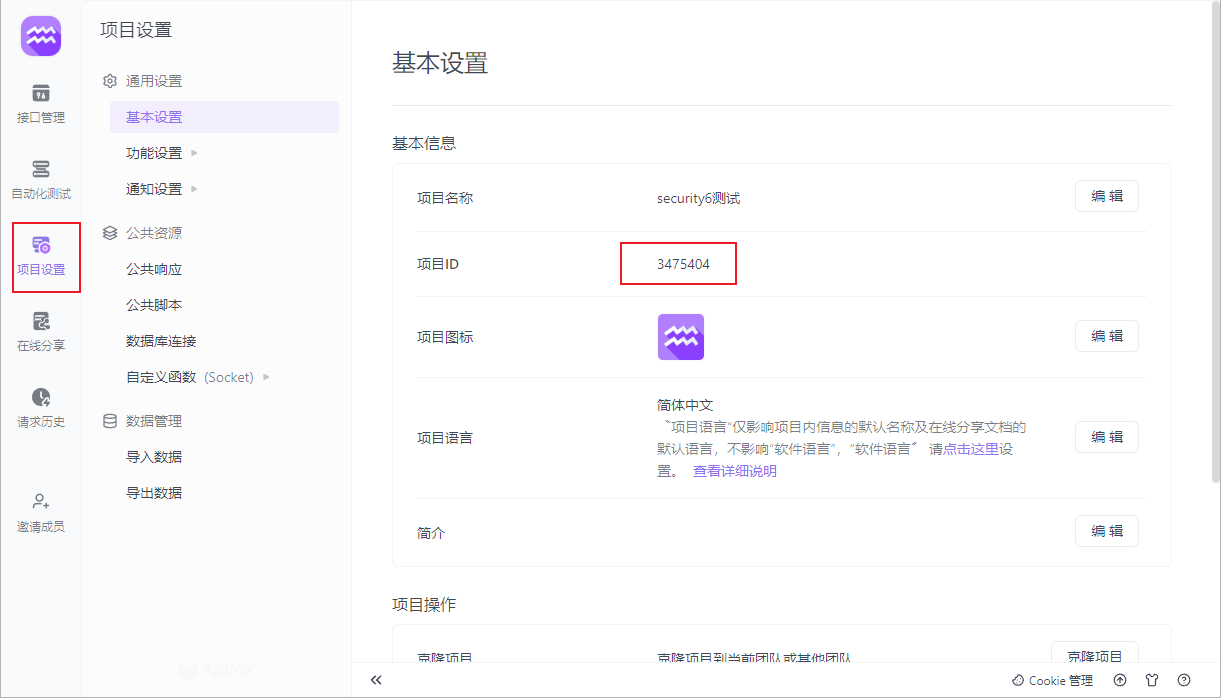 接口管理
自动化测试
项目设置
在线分享
请求历史
邀请成员
项目设置
通用设置
基本设置
功能设置
通知设置
公共资源
公共响应
公共脚本
数据库连接
自定义函数 (Socket)
数据管理
导入数据
导出数据
Apifox
基本设置
基本信息
项目名称 security6测试 编 辑
项目ID 3475404
项目图标 编 辑
项目语言 简体中文 编 辑
〝项目语言“仅影响项目内信息的默认名称及在线分享文档的
默认语言，不影响“软件语言”，“软件语言〞 请点击这里设
置。 查看详细说明
简介 编 辑
项目操作
克隆项目 克隆项目到当前团队或其他团队 克隆项目
Cookie 管理